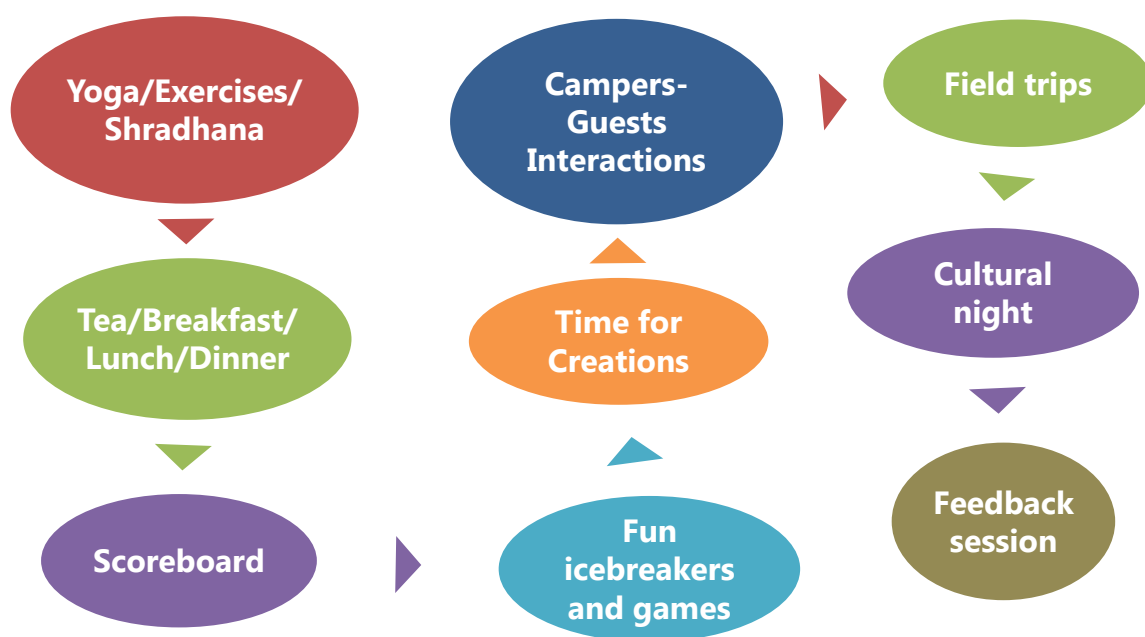 Yoga/Exercises/
Shradhana
Tea/Breakfast/
Lunch/Dinner
Scoreboard
Fun
icebreakers
and games
Time for
Creations
Campers-
Guests
Interactions
Field trips
Cultural
night
Feedback
session